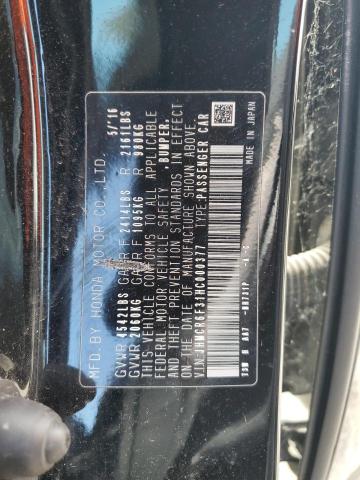 MFD. BY HONDA MOTOR CO., LTD. 5/'16
GVWR 4542LBS GAWR F 2414LBS R 2161LBS
GVWR 2060KG GAWR F 1095KG R 980KG
THIS VEHICLE CONFORMS TO ALL APPLICABLE
FEDERAL MOTOR VEHICLE SAFETY, BUMPER,
AND THEFT PREVENTION STANDARDS IN EFFECT
ON THE DATE OF MANUFACTURE SHOWN ABOVE.
TYPE:PASSENGER CAR
MADE IN JAPAN